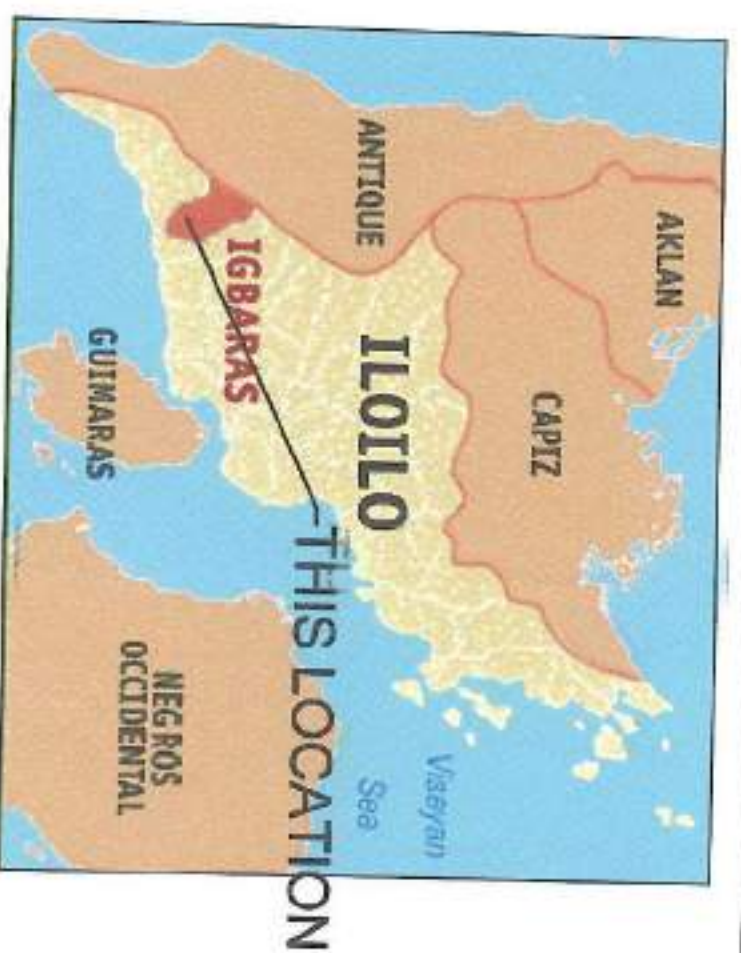 AKLAN
CAPIZ
Visayan
Sea
ILOILO
ANTIQUE
THIS LOCATION
IGBARAS
NEGROS
OCCIDENTAL
GUIMARAS